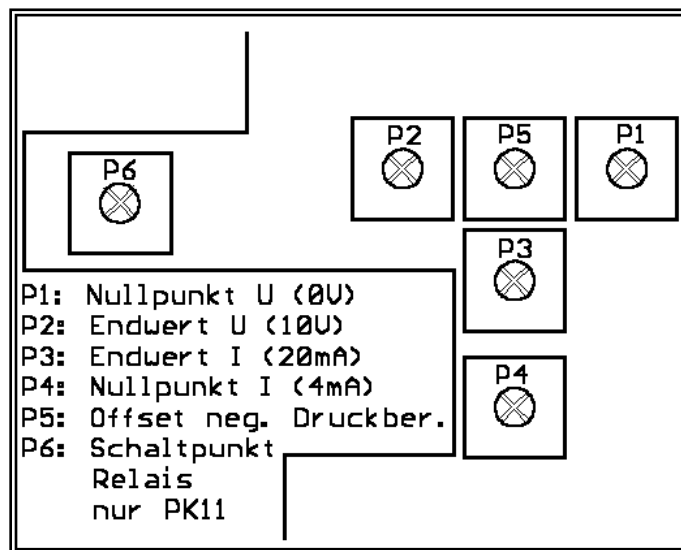 P2 P5 P1
P6
P3
P1: Nullpunkt U (0V)
P2: Endwert U (10V)
P3: Endwert I (20mA)
P4: Nullpunkt I (4mA)
P4
P5: Offset neg. Druckber.
P6: Schaltpunkt
Relais
nur PK11